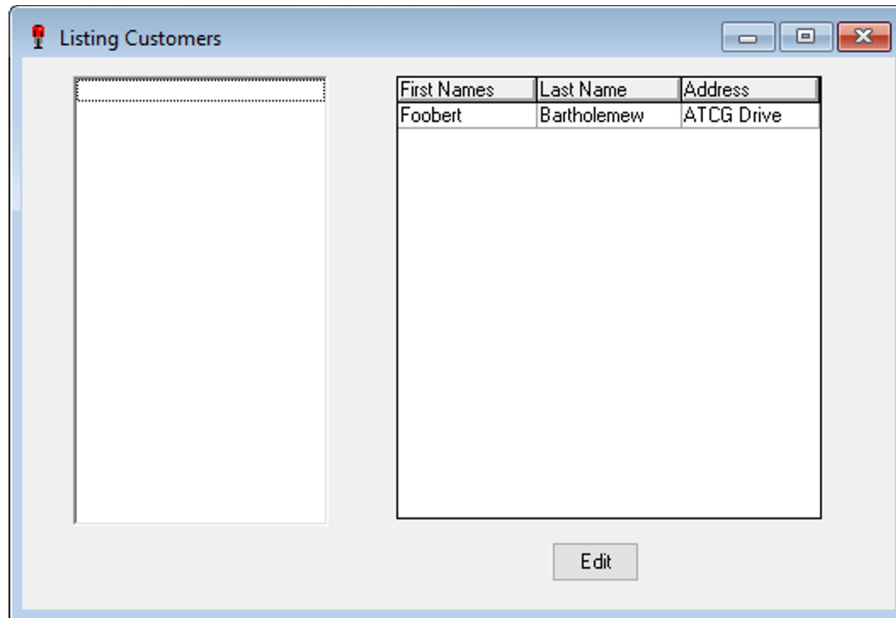 Listing Customers
First Names Last Name Address
Foobert Bartholemew ATCG Drive
Edit